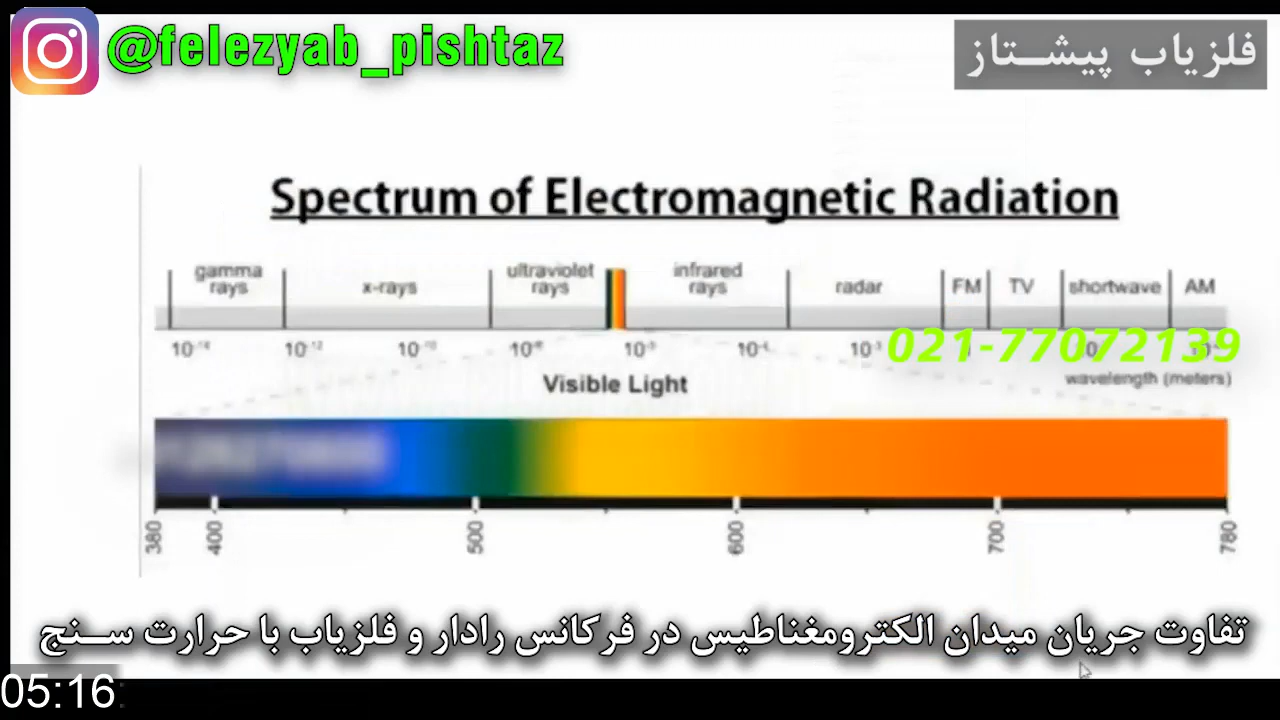 @felezyab_pishtaz
فلزیاب پیشتاز
Spectrum of Electromagnetic Radiation
gamma rays
x-rays
ultraviolet rays
infrared rays
radar
FM
TV
shortwave
AM
021-77072139
wavelength (meters)
Visible Light
380 400 500 600 700 780
تفاوت جریان میدان الکترومغناطیس در فرکانس رادار و فلزیاب با حرارت سنج
05:16